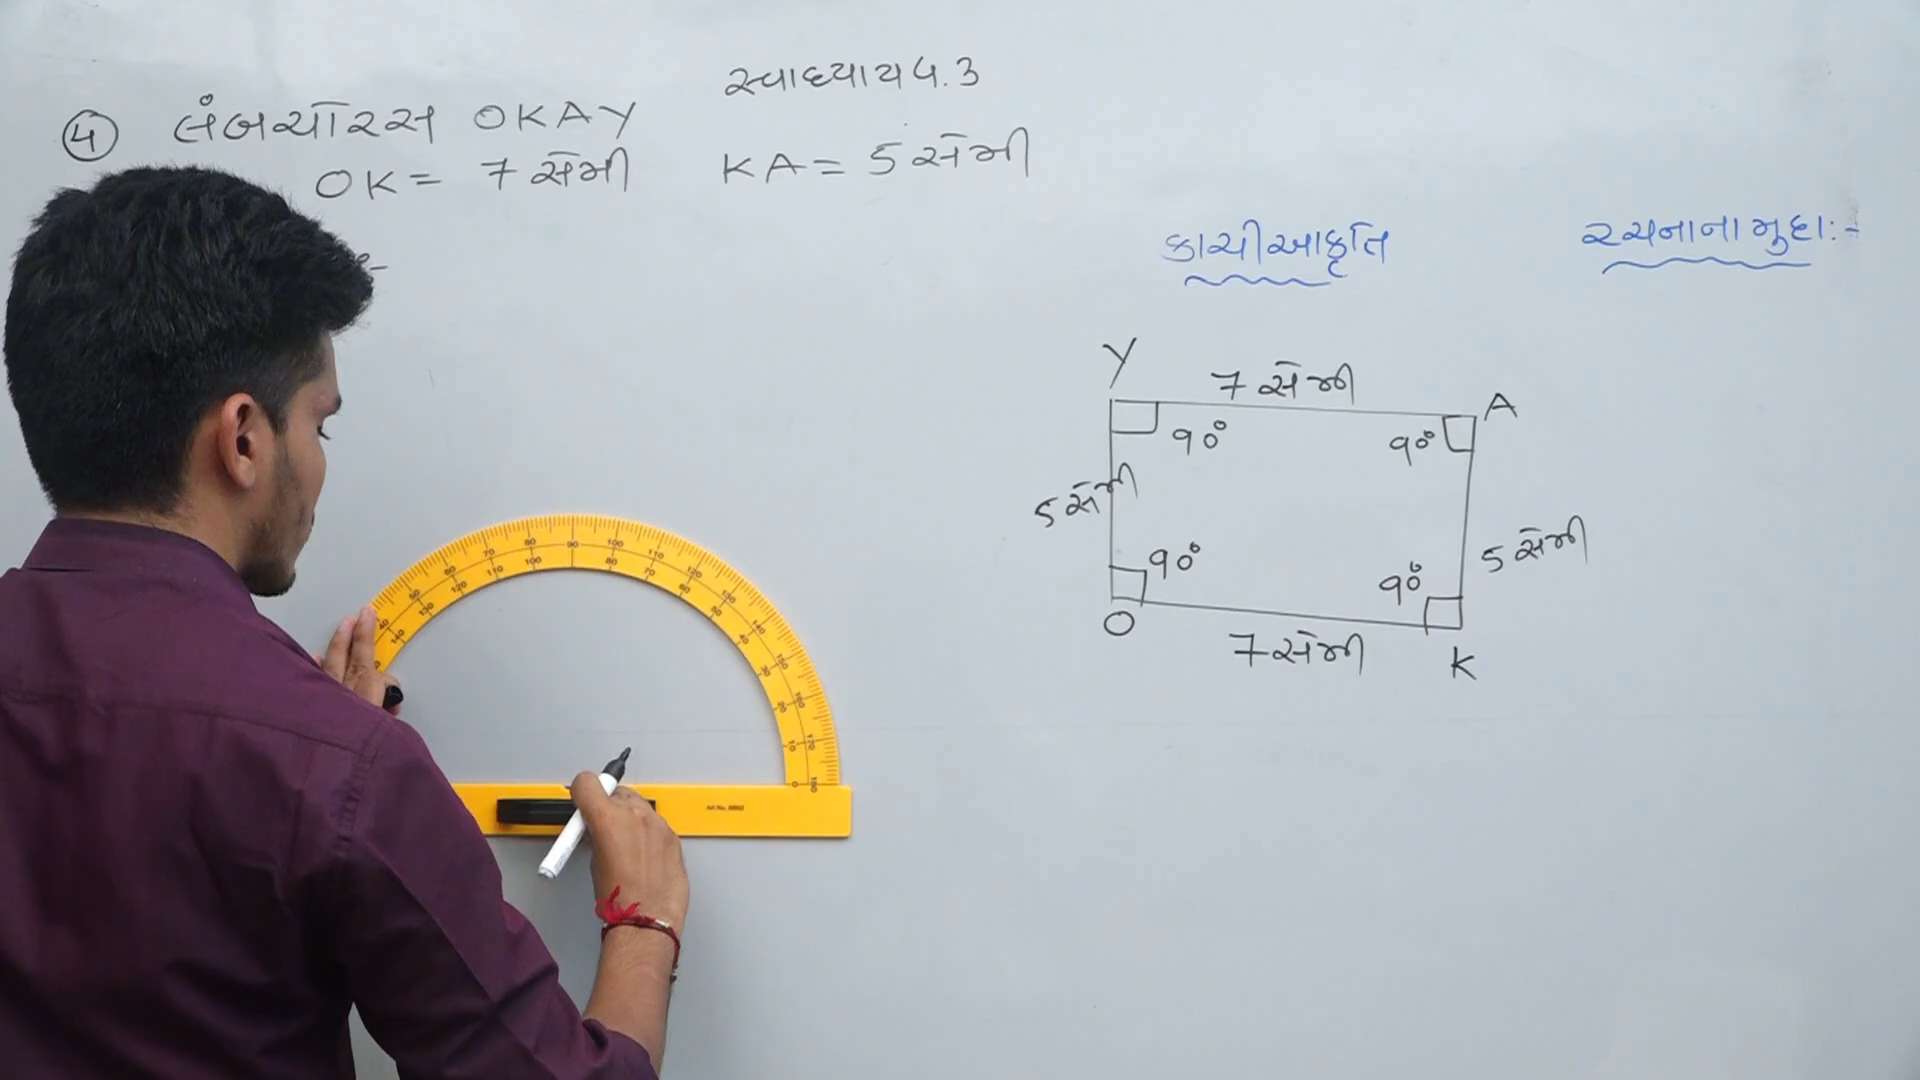 સ્વાધ્યાય 4.3
④ લંબચોરસ OKAY
OK = 7 સેમી KA = 5 સેમી
કાચી આકૃતિ
રચનાના મુદ્દા:-
Y
7 સેમી
A
90°
90°
5 સેમી
5 સેમી
90°
90°
O
7 સેમી
K